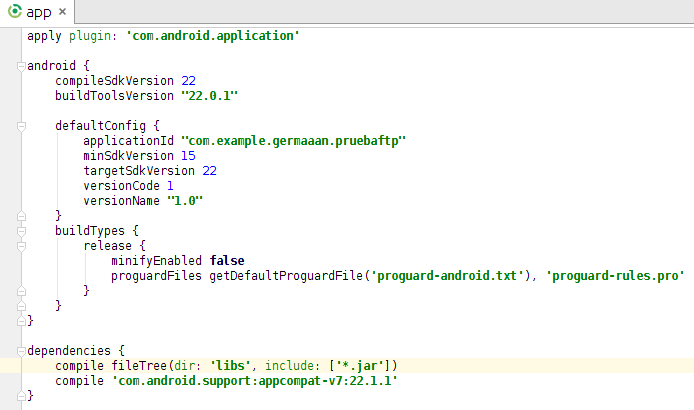 app
apply plugin: 'com.android.application'
android {
compileSdkVersion 22
buildToolsVersion "22.0.1"
defaultConfig {
applicationId "com.example.germaaan.pruebaftp"
minSdkVersion 15
targetSdkVersion 22
versionCode 1
versionName "1.0"
}
buildTypes {
release {
minifyEnabled false
proguardFiles getDefaultProguardFile('proguard-android.txt'), 'proguard-rules.pro'
}
}
}
dependencies {
compile fileTree(dir: 'libs', include: ['*.jar'])
compile 'com.android.support:appcompat-v7:22.1.1'
}